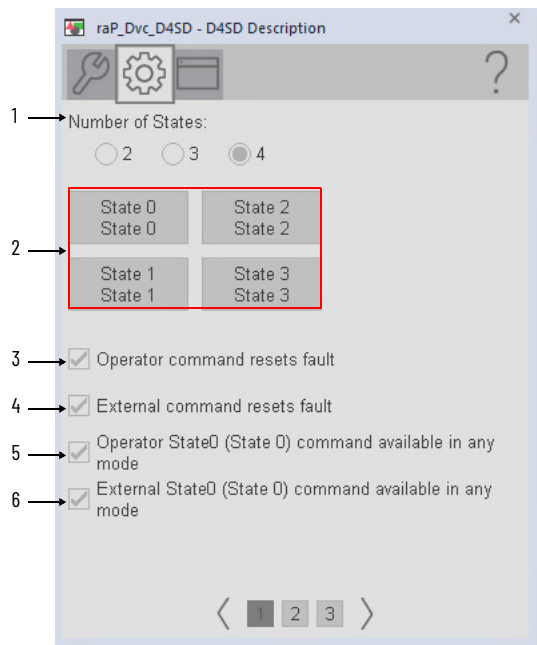 raP_Dvc_D4SD - D4SD Description
×
?
1
Number of States:
2 3 4
2
State 0 State 2
State 0 State 2
State 1 State 3
State 1 State 3
3
Operator command resets fault
4
External command resets fault
5
Operator State0 (State 0) command available in any
mode
6
External State0 (State 0) command available in any
mode
1 2 3